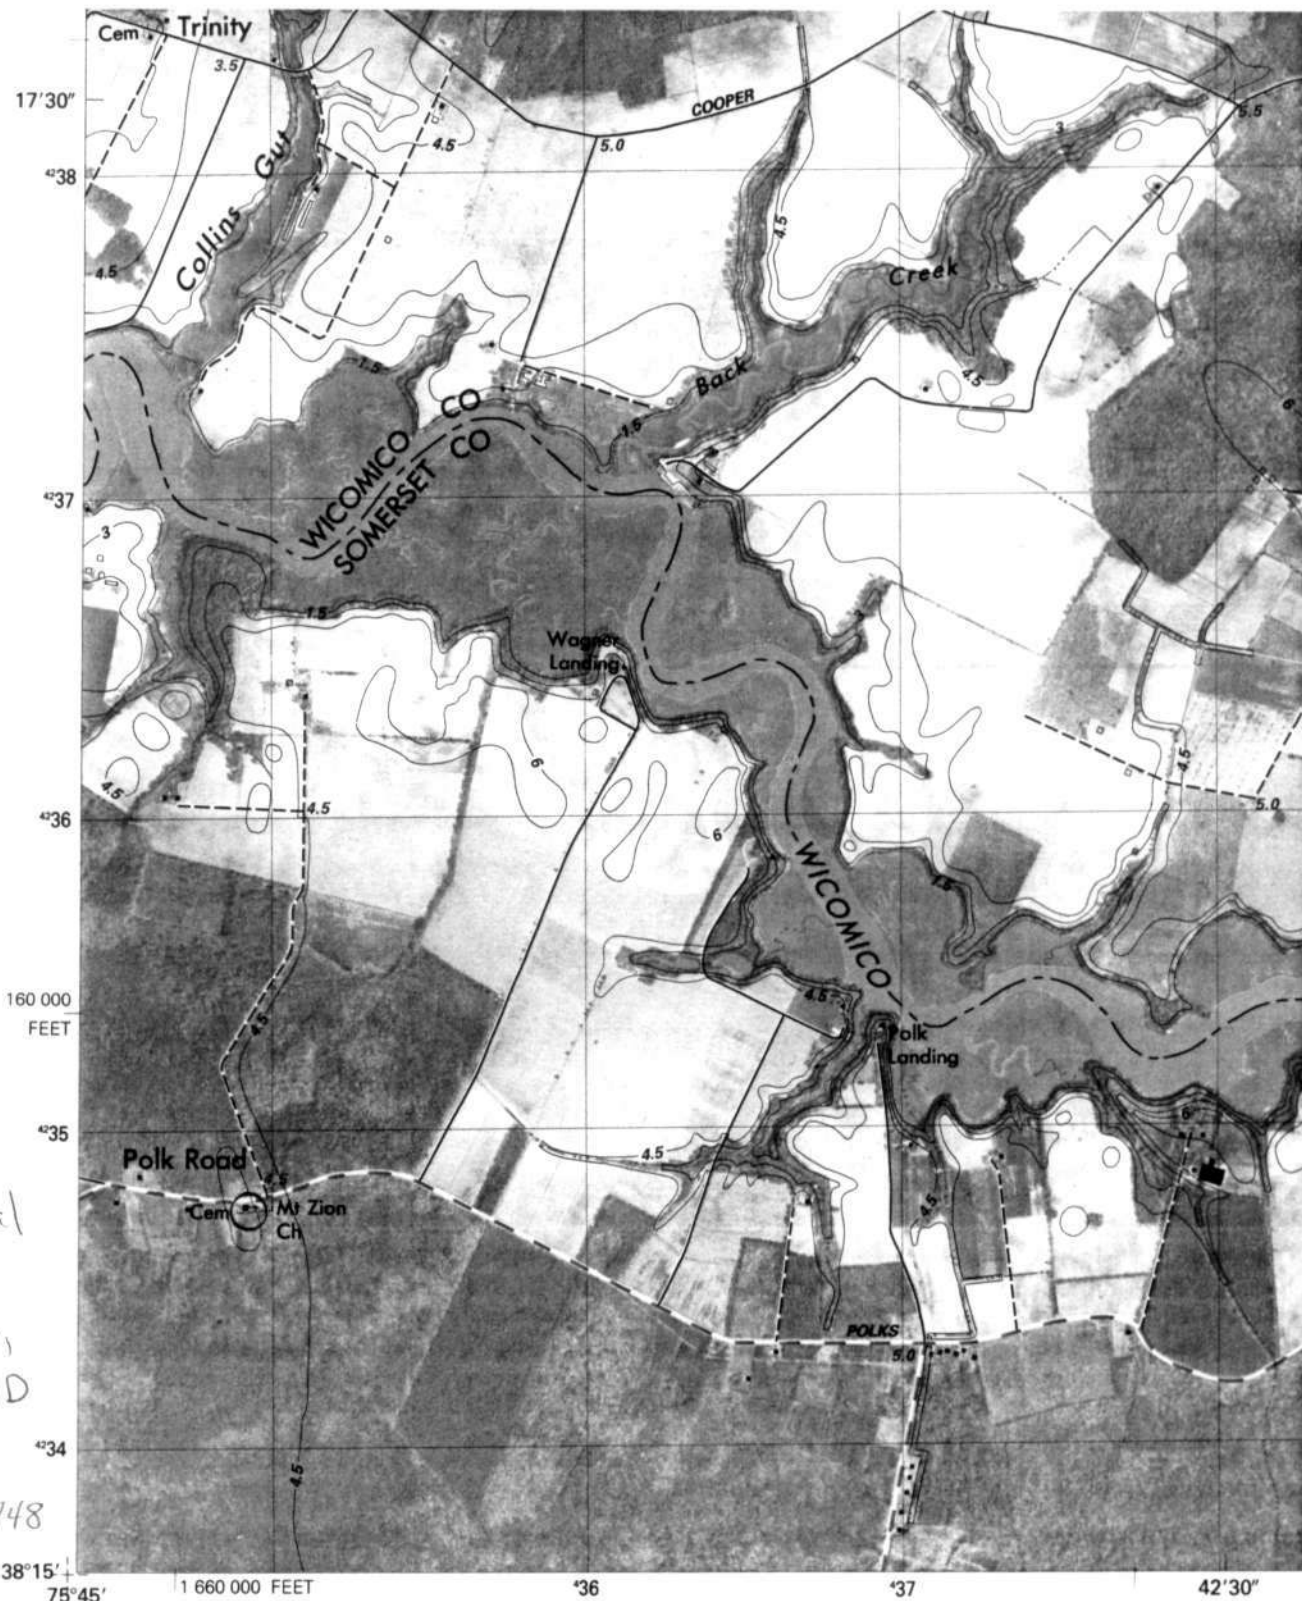 Cem Trinity
17'30"
3.5
COOPER
5.5
4.5
5.0
3
⁴²38
Collins Gut
4.5
4.5
Creek
4.5
1.5
Back
1.5
6
WICOMICO CO
SOMERSET CO
⁴²37
3
1.5
Wagner
Landing
6
4.5
4.5
4.5
5.0
⁴²36
6
WICOMICO
1.5
160 000
FEET
4.5
4.5
Polk
Landing
6
⁴²35
4.5
Polk Road
4.5
Cem
Mt Zion
Ch
4.5
POLKS
5.0
D
⁴²34
4.5
748
38°15'
75°45'
1 660 000 FEET
⁴36
⁴37
42'30"